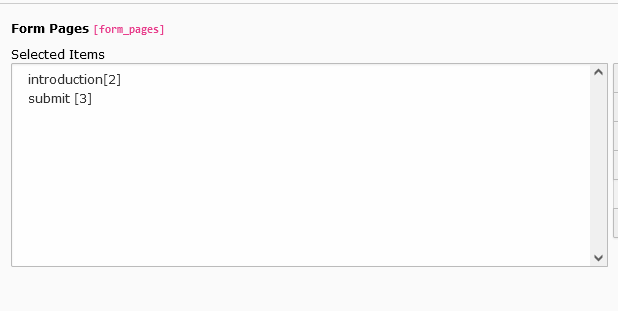 Form Pages [form_pages]
Selected Items
introduction[2]
submit [3]